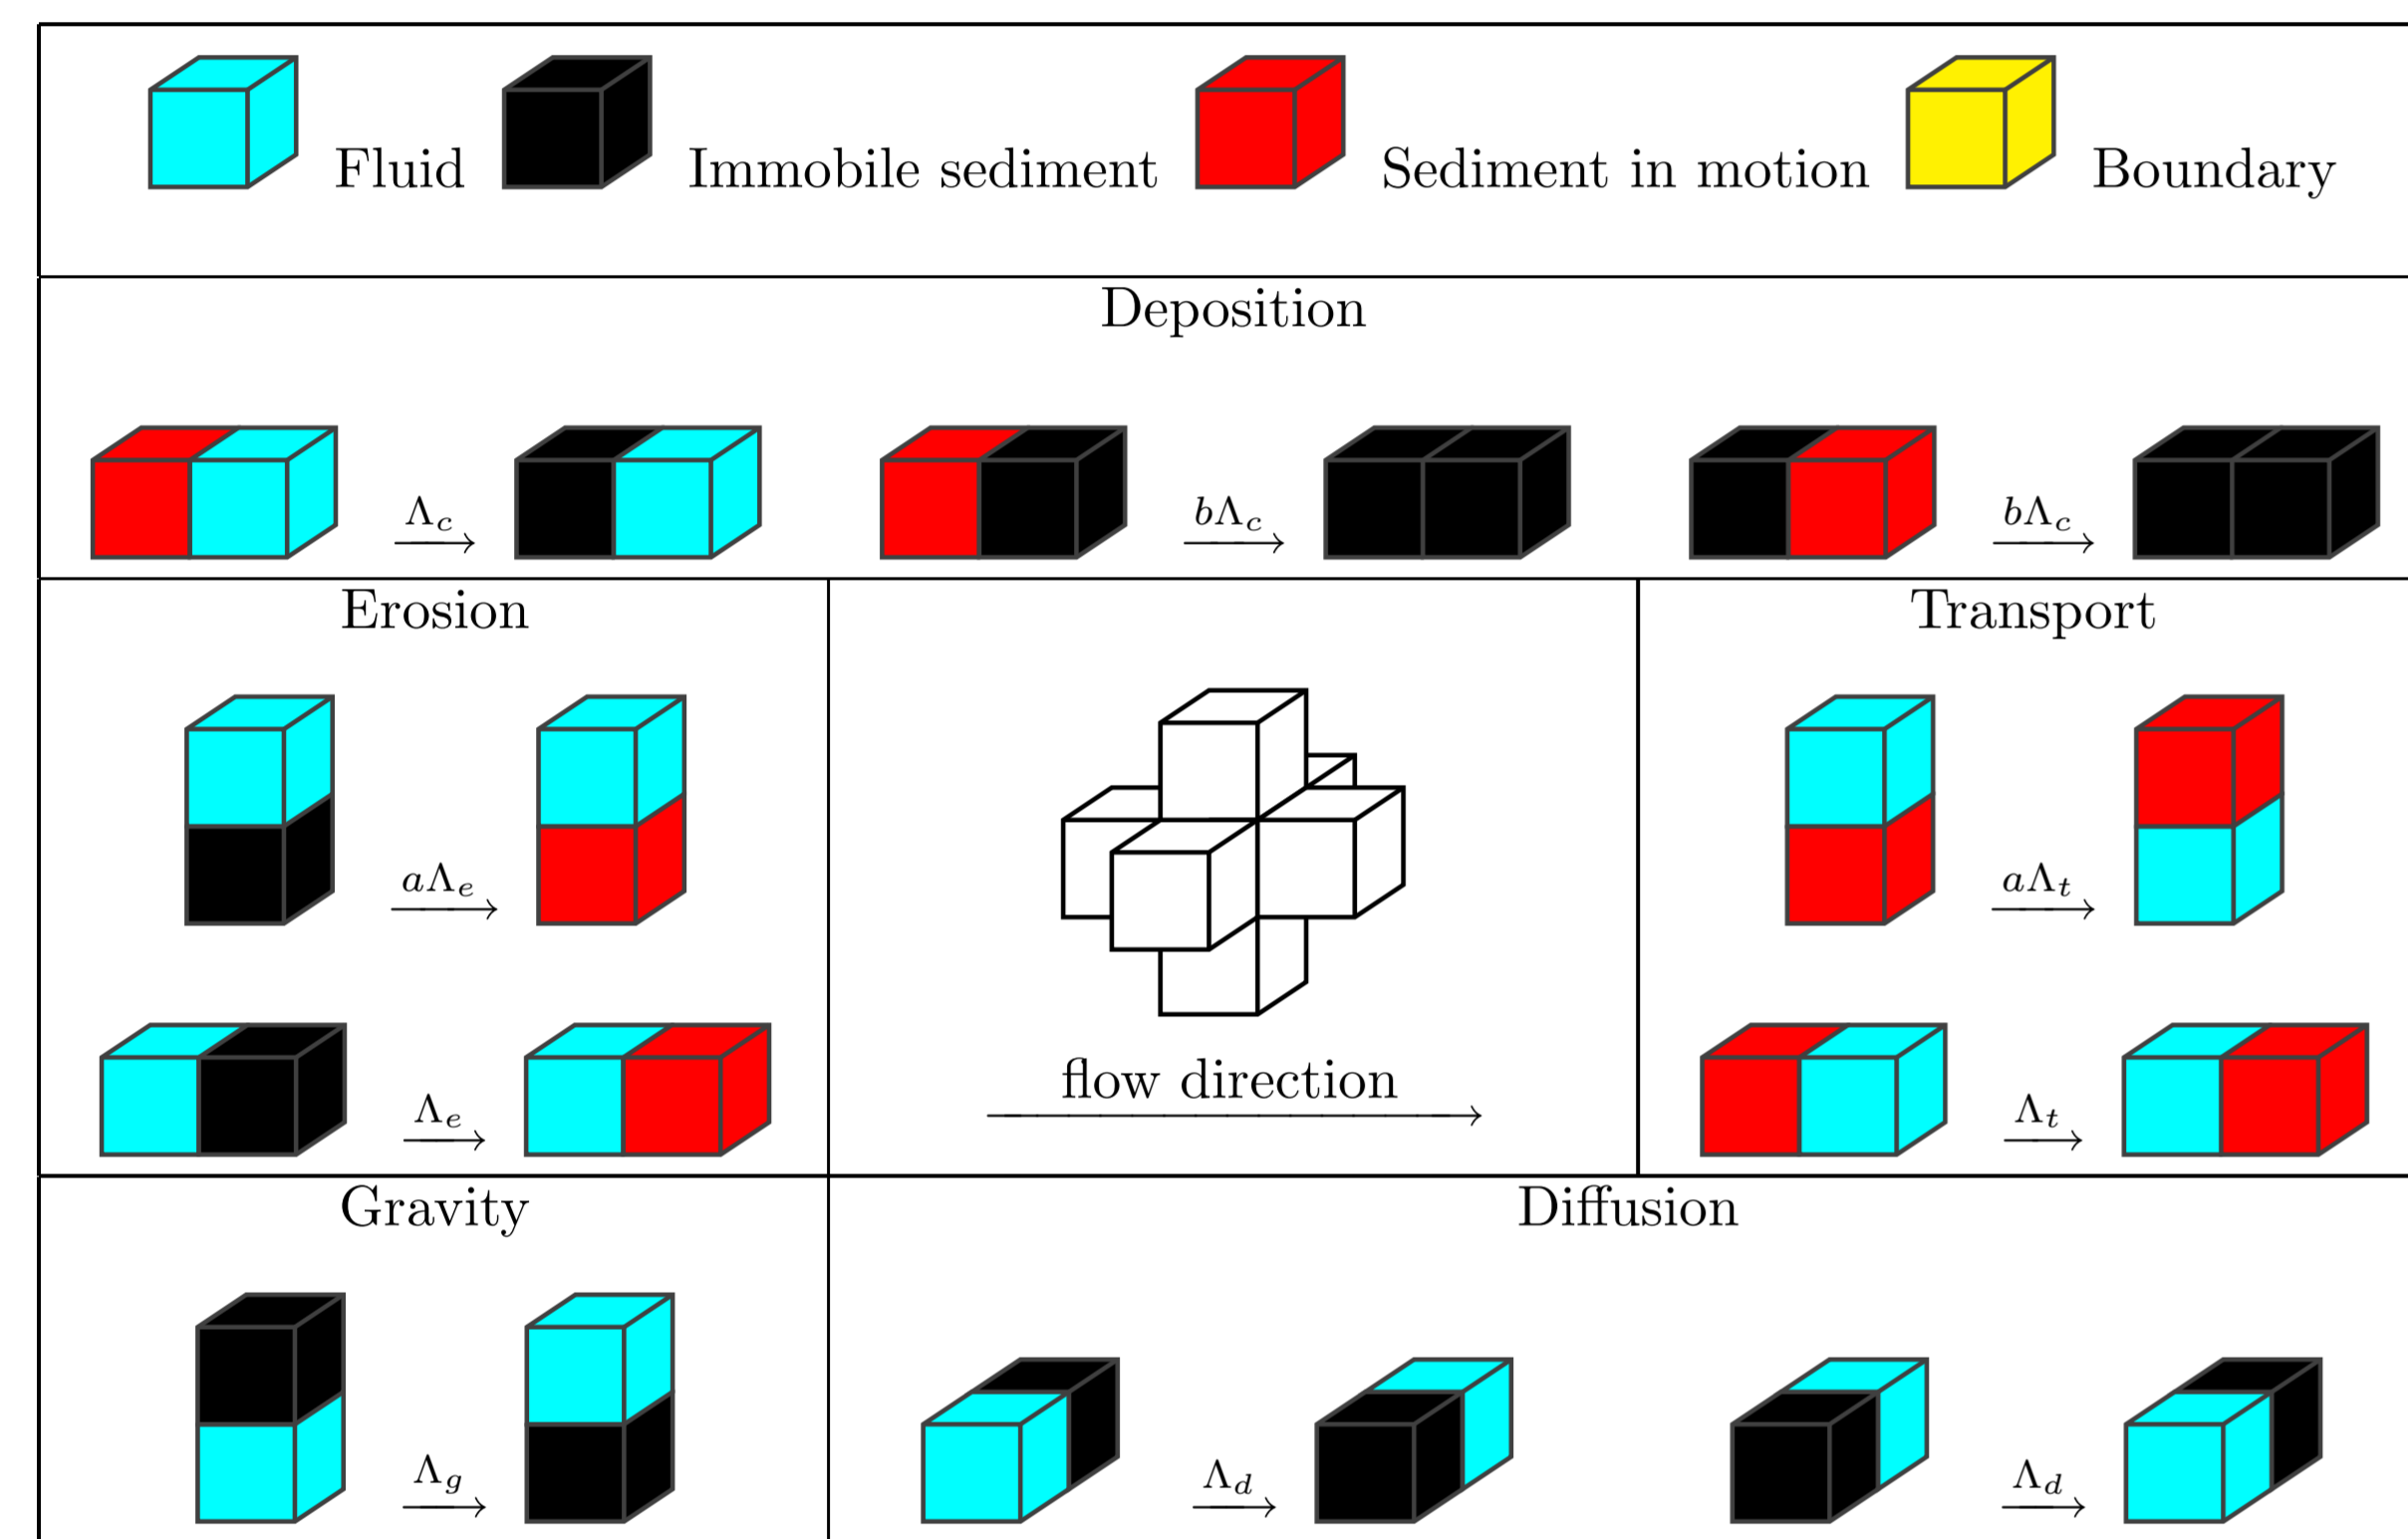 Fluid Immobile sediment Sediment in motion Boundary
Deposition
Λc bΛc bΛc
Erosion Transport
aΛe aΛt
flow direction
Λe Λt
Gravity Diffusion
Λg Λd Λd